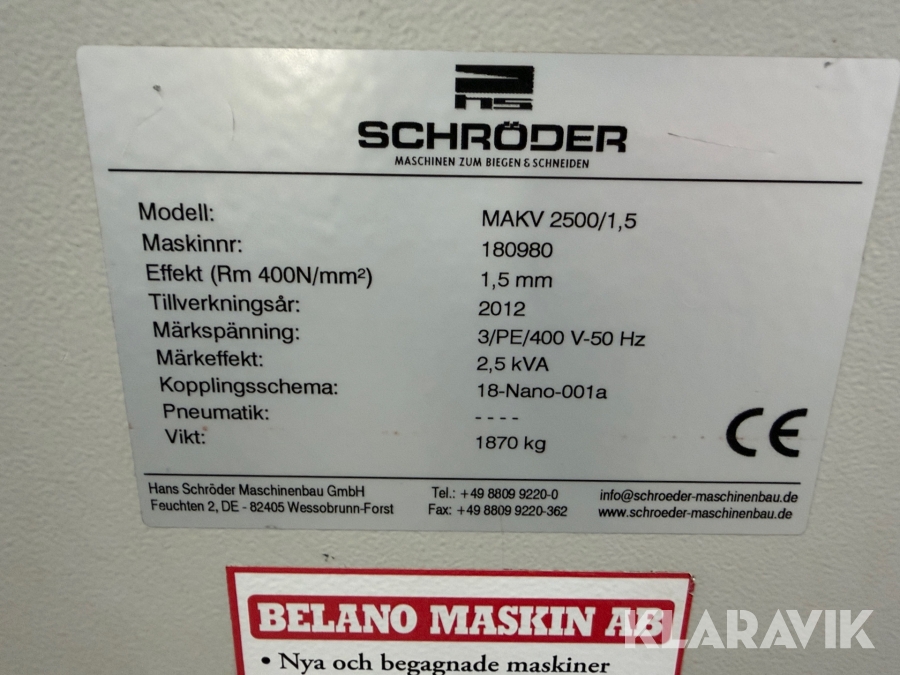 hs
SCHRÖDER
MASCHINEN ZUM BIEGEN & SCHNEIDEN
Modell: MAKV 2500/1,5
Maskinnr: 180980
Effekt (Rm 400N/mm²) 1,5 mm
Tillverkningsår: 2012
Märkspänning: 3/PE/400 V-50 Hz
Märkeffekt: 2,5 kVA
Kopplingsschema: 18-Nano-001a
Pneumatik: - - - -
Vikt: 1870 kg
CE
Hans Schröder Maschinenbau GmbH Tel.: +49 8809 9220-0 info@schroeder-maschinenbau.de
Feuchten 2, DE - 82405 Wessobrunn-Forst Fax: +49 8809 9220-362 www.schroeder-maschinenbau.de
BELANO MASKIN AB
KLARAVIK
• Nya och begagnade maskiner